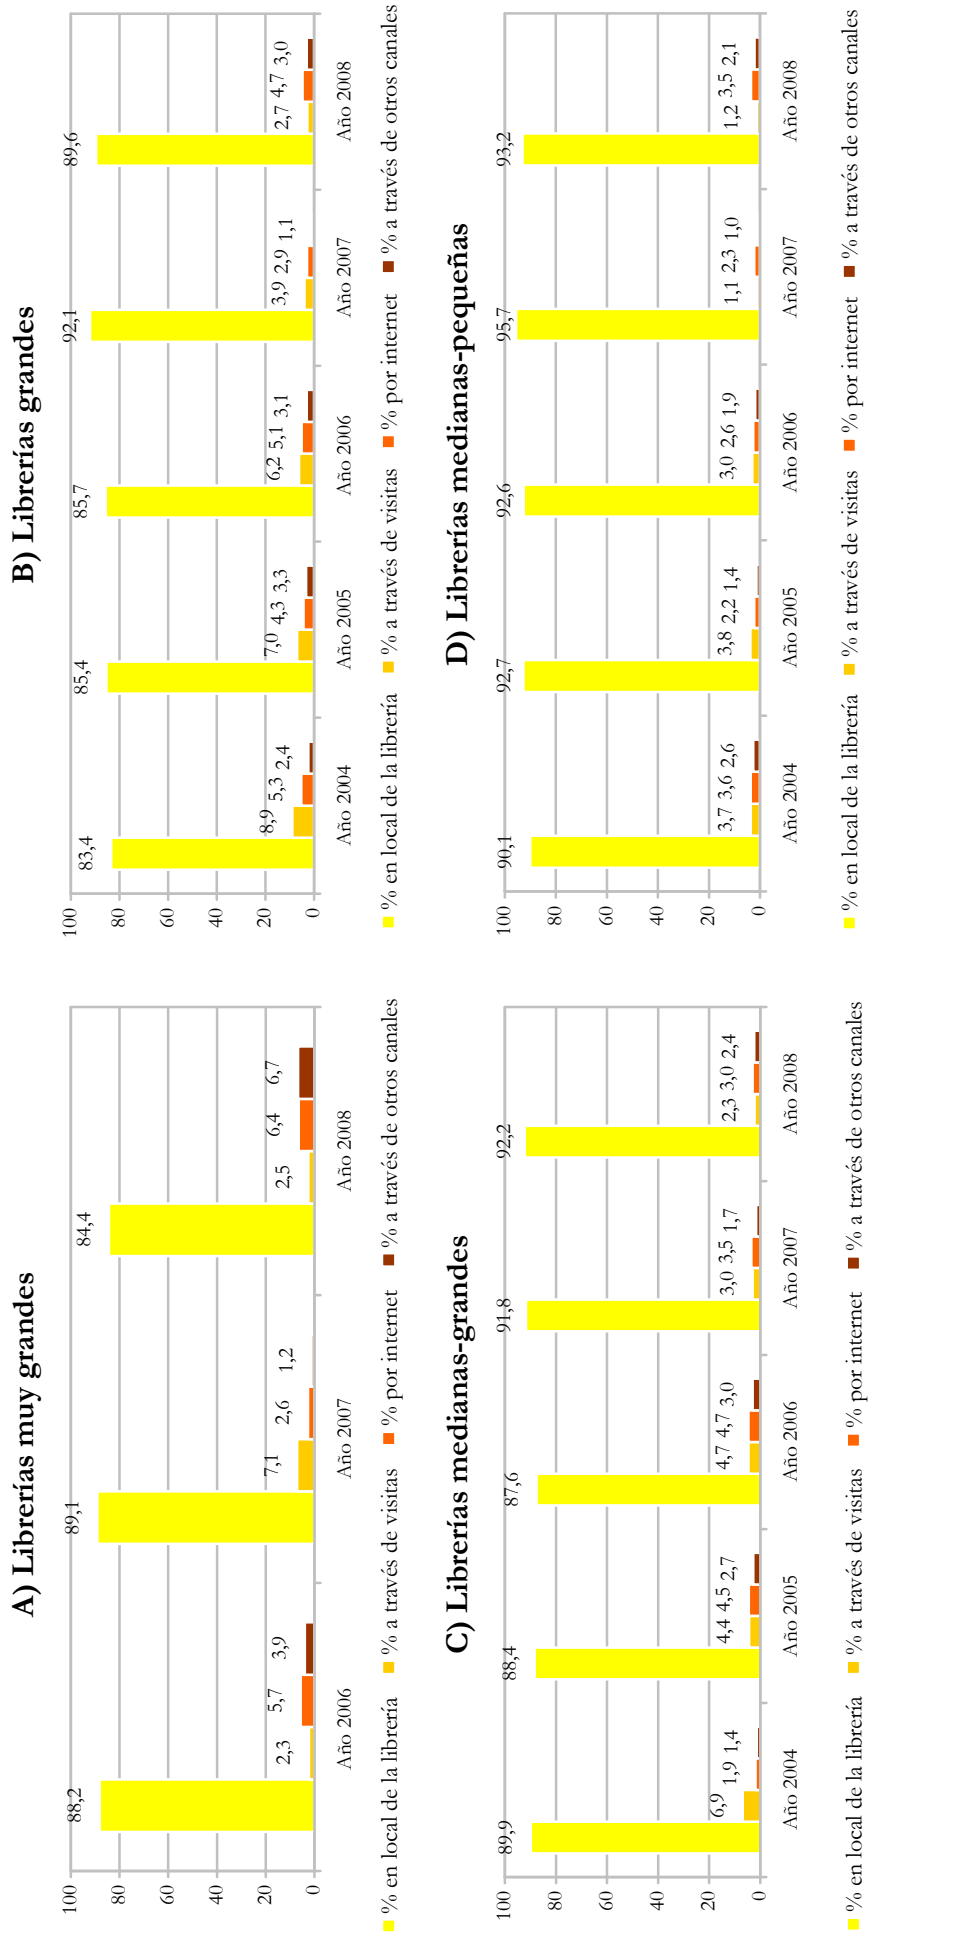 A) Librerías muy grandes
100
80
60
40
20
0
88,2
2,3
5,7
3,9
89,1
7,1
2,6
1,2
84,4
2,5
6,4
6,7
Año 2006
Año 2007
Año 2008
% en local de la librería
% a través de visitas
% por internet
% a través de otros canales
B) Librerías grandes
100
80
60
40
20
0
83,4
8,9
5,3
2,4
85,4
7,0
4,3
3,3
85,7
6,2
5,1
3,1
92,1
3,9
2,9
1,1
89,6
2,7
4,7
3,0
Año 2004
Año 2005
Año 2006
Año 2007
Año 2008
% en local de la librería
% a través de visitas
% por internet
% a través de otros canales
C) Librerías medianas-grandes
100
80
60
40
20
0
89,9
6,9
1,9
1,4
88,4
4,4
4,5
2,7
87,6
4,7
4,7
3,0
91,8
3,0
3,5
1,7
92,2
2,3
3,0
2,4
Año 2004
Año 2005
Año 2006
Año 2007
Año 2008
% en local de la librería
% a través de visitas
% por internet
% a través de otros canales
D) Librerías medianas-pequeñas
100
80
60
40
20
0
90,1
3,7
3,6
2,6
92,7
3,8
2,2
1,4
92,6
3,0
2,6
1,9
95,7
1,1
2,3
1,0
93,2
1,2
3,5
2,1
Año 2004
Año 2005
Año 2006
Año 2007
Año 2008
% en local de la librería
% a través de visitas
% por internet
% a través de otros canales